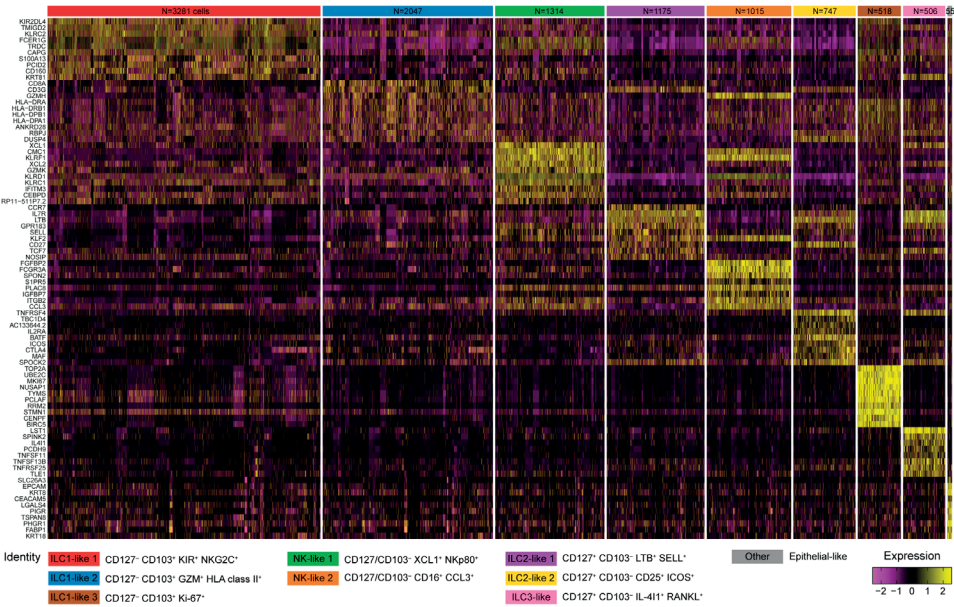 N=3281 cells N=2047 N=1314 N=1175 N=1015 N=747 N=518 N=506 55
KIR2DL4
TMIGD2
KLRC2
FCER1G
TRDC
CAPG
S100A13
PCID2
CD160
KRT81
CD8A
CD3G
GZMH
HLA-DRA
HLA-DRB1
HLA-DPB1
HLA-DPA1
ANKRD28
RBPJ
DUSP4
XCL1
CMC1
KLRF1
XCL2
GZMK
KLRD1
KLRC1
IFITM3
CEBPD
RP11-511P7.2
CCR7
IL7R
LTB
GPR183
SELL
KLF2
CD27
TCF7
NOSIP
FGFBP2
FCGR3A
SPON2
S1PR5
PLAC8
IGFBP7
ITGB2
CCL3
TNFRSF4
TBC1D4
AC133644.2
IL2RA
BATF
ICOS
CTLA4
MAF
SPOCK2
TOP2A
UBE2C
MKI67
NUSAP1
TYMS
PCLAF
RRM2
STMN1
CENPF
BIRC5
LST1
SPINK2
IL4I1
PCDH9
TNFSF11
TNFSF13B
TNFRSF25
TLE1
SLC26A3
EPCAM
KRT8
CEACAM5
LGALS4
PIGR
TSPAN8
PHGR1
FABP1
KRT18
Identity
ILC1-like 1 CD127⁻ CD103⁺ KIR⁺ NKG2C⁺
ILC1-like 2 CD127⁻ CD103⁺ GZM⁺ HLA class II⁺
ILC1-like 3 CD127⁻ CD103⁺ Ki-67⁺
NK-like 1 CD127/CD103⁻ XCL1⁺ NKp80⁺
NK-like 2 CD127/CD103⁻ CD16⁺ CCL3⁺
ILC2-like 1 CD127⁺ CD103⁻ LTB⁺ SELL⁺
ILC2-like 2 CD127⁺ CD103⁻ CD25⁺ ICOS⁺
ILC3-like CD127⁺ CD103⁻ IL-4I1⁺ RANKL⁺
Other Epithelial-like
Expression
−2 −1 0 1 2